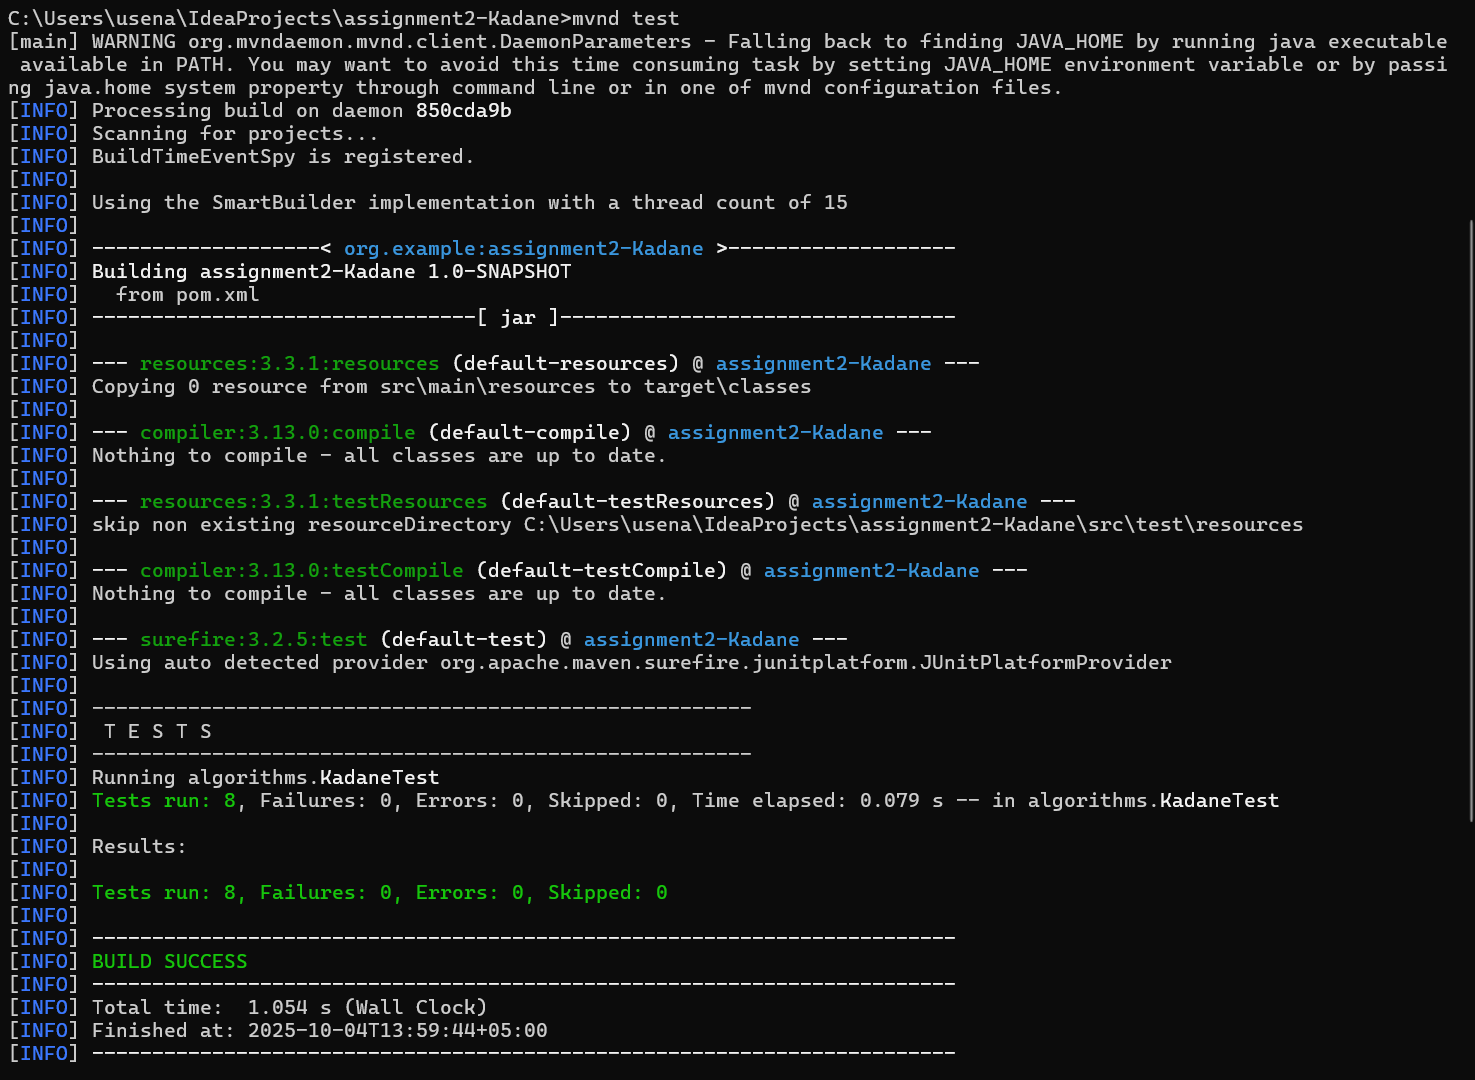 C:\Users\usena\IdeaProjects\assignment2-Kadane>mvnd test
[main] WARNING org.mvndaemon.mvnd.client.DaemonParameters - Falling back to finding JAVA_HOME by running java executable
 available in PATH. You may want to avoid this time consuming task by setting JAVA_HOME environment variable or by passi
ng java.home system property through command line or in one of mvnd configuration files.
[INFO] Processing build on daemon 850cda9b
[INFO] Scanning for projects...
[INFO] BuildTimeEventSpy is registered.
[INFO]
[INFO] Using the SmartBuilder implementation with a thread count of 15
[INFO]
[INFO] -------------------< org.example:assignment2-Kadane >-------------------
[INFO] Building assignment2-Kadane 1.0-SNAPSHOT
[INFO]   from pom.xml
[INFO] --------------------------------[ jar ]---------------------------------
[INFO]
[INFO] --- resources:3.3.1:resources (default-resources) @ assignment2-Kadane ---
[INFO] Copying 0 resource from src\main\resources to target\classes
[INFO]
[INFO] --- compiler:3.13.0:compile (default-compile) @ assignment2-Kadane ---
[INFO] Nothing to compile - all classes are up to date.
[INFO]
[INFO] --- resources:3.3.1:testResources (default-testResources) @ assignment2-Kadane ---
[INFO] skip non existing resourceDirectory C:\Users\usena\IdeaProjects\assignment2-Kadane\src\test\resources
[INFO]
[INFO] --- compiler:3.13.0:testCompile (default-testCompile) @ assignment2-Kadane ---
[INFO] Nothing to compile - all classes are up to date.
[INFO]
[INFO] --- surefire:3.2.5:test (default-test) @ assignment2-Kadane ---
[INFO] Using auto detected provider org.apache.maven.surefire.junitplatform.JUnitPlatformProvider
[INFO]
[INFO] -------------------------------------------------------
[INFO]  T E S T S
[INFO] -------------------------------------------------------
[INFO] Running algorithms.KadaneTest
[INFO] Tests run: 8, Failures: 0, Errors: 0, Skipped: 0, Time elapsed: 0.079 s -- in algorithms.KadaneTest
[INFO]
[INFO] Results:
[INFO]
[INFO] Tests run: 8, Failures: 0, Errors: 0, Skipped: 0
[INFO]
[INFO] ------------------------------------------------------------------------
[INFO] BUILD SUCCESS
[INFO] ------------------------------------------------------------------------
[INFO] Total time:  1.054 s (Wall Clock)
[INFO] Finished at: 2025-10-04T13:59:44+05:00
[INFO] ------------------------------------------------------------------------